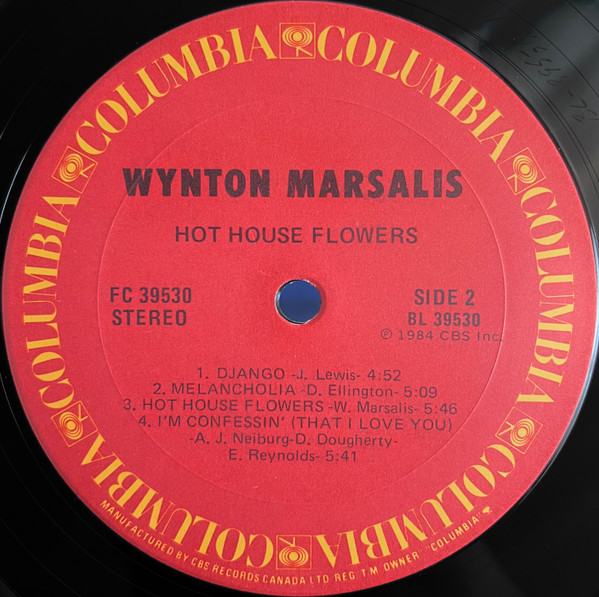 COLUMBIA COLUMBIA COLUMBIA COLUMBIA COLUMBIA COLUMBIA COLUMBIA
WYNTON MARSALIS
HOT HOUSE FLOWERS
FC 39530
STEREO
SIDE 2
BL 39530
℗ 1984 CBS Inc.
1. DJANGO -J. Lewis- 4:52
2. MELANCHOLIA -D. Ellington- 5:09
3. HOT HOUSE FLOWERS -W. Marsalis- 5:46
4. I'M CONFESSIN' (THAT I LOVE YOU)
-A. J. Neiburg-D. Dougherty-
E. Reynolds- 5:41
MANUFACTURED BY CBS RECORDS CANADA LTD REG T M OWNER "COLUMBIA"